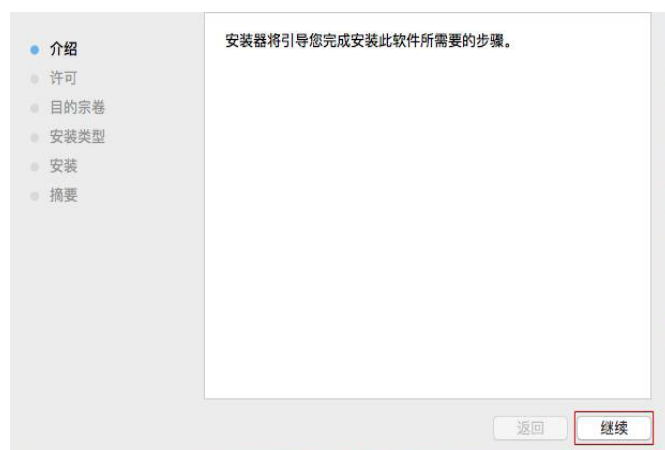 介绍
许可
目的宗卷
安装类型
安装
摘要
安装器将引导您完成安装此软件所需要的步骤。
返回
继续